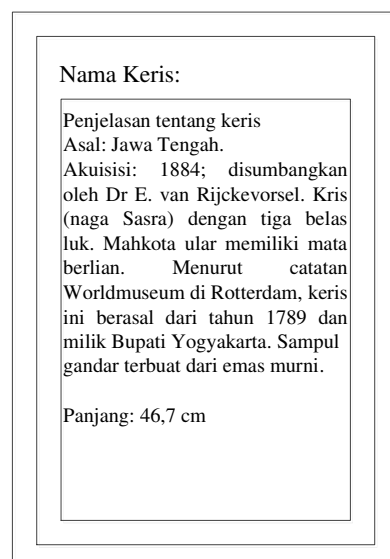 Nama Keris:
Penjelasan tentang keris
Asal: Jawa Tengah.
Akuisisi: 1884; disumbangkan
oleh Dr E. van Rijckevorsel. Kris
(naga Sasra) dengan tiga belas
luk. Mahkota ular memiliki mata
berlian. Menurut catatan
Worldmuseum di Rotterdam, keris
ini berasal dari tahun 1789 dan
milik Bupati Yogyakarta. Sampul
gandar terbuat dari emas murni.
Panjang: 46,7 cm